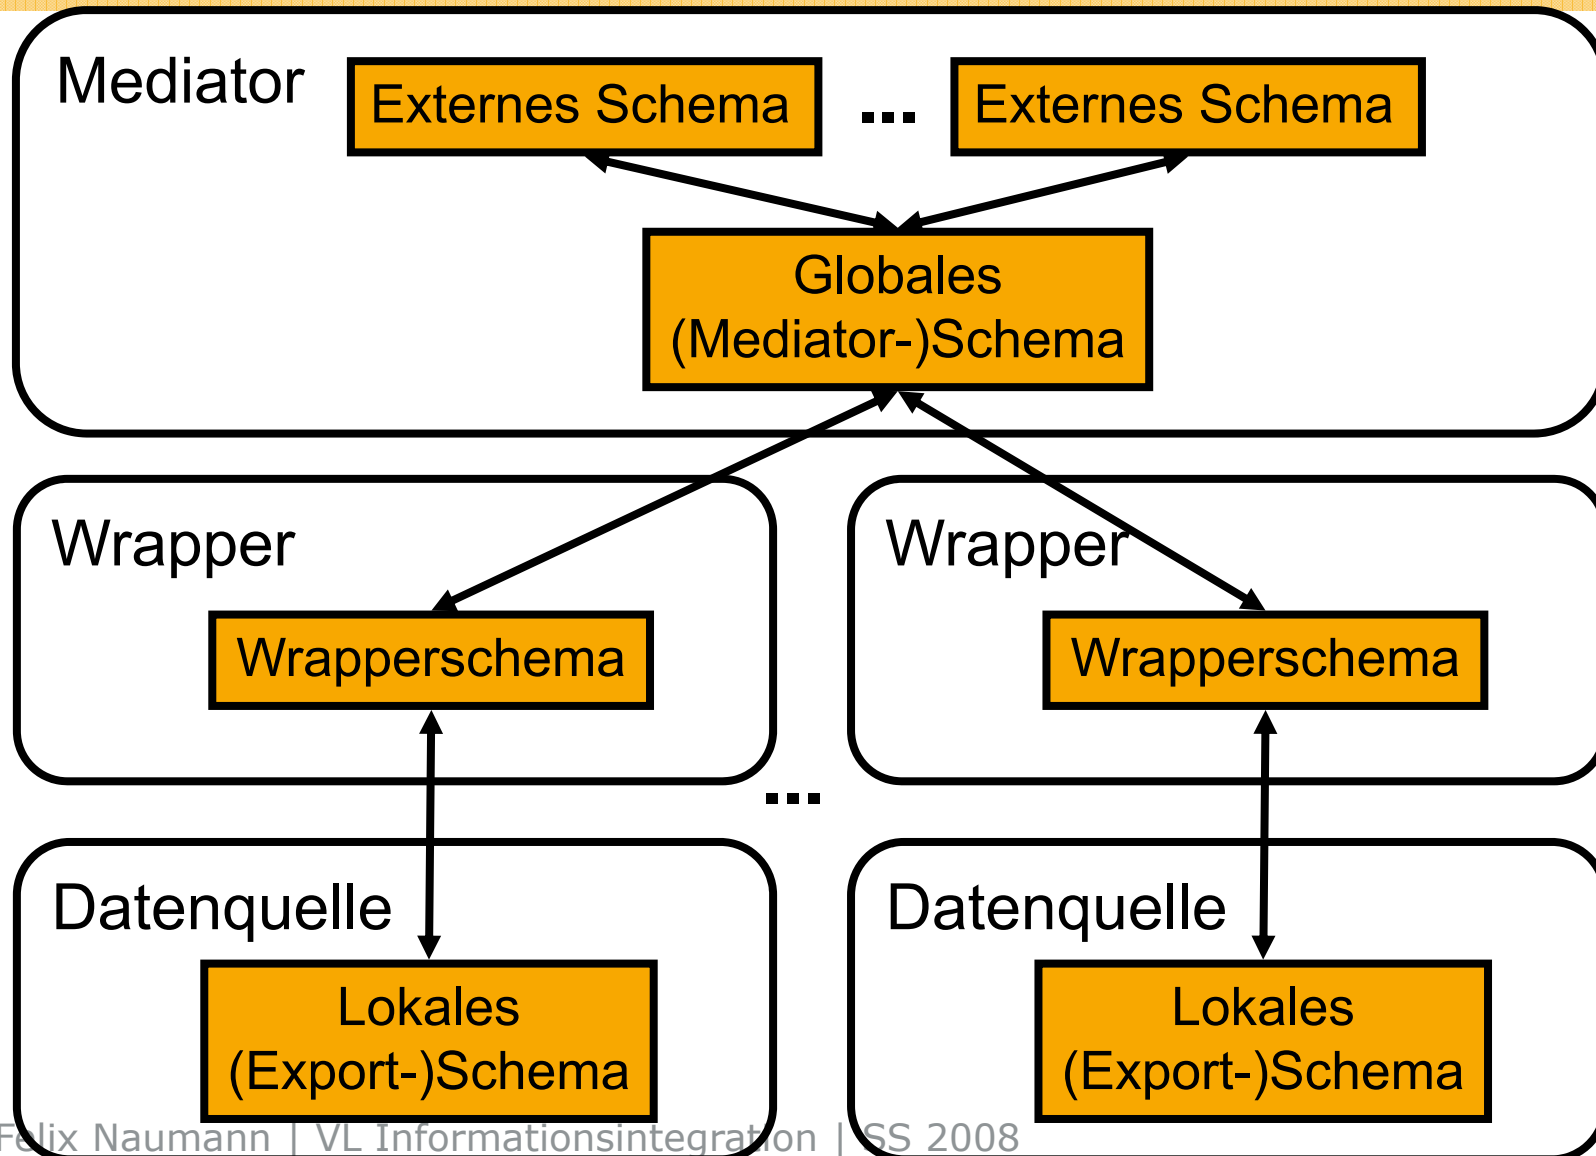 Mediator
Externes Schema
...
Externes Schema
Globales
(Mediator-)Schema
Wrapper
Wrapperschema
Wrapper
Wrapperschema
...
Datenquelle
Lokales
(Export-)Schema
Datenquelle
Lokales
(Export-)Schema
Felix Naumann | VL Informationsintegration | SS 2008